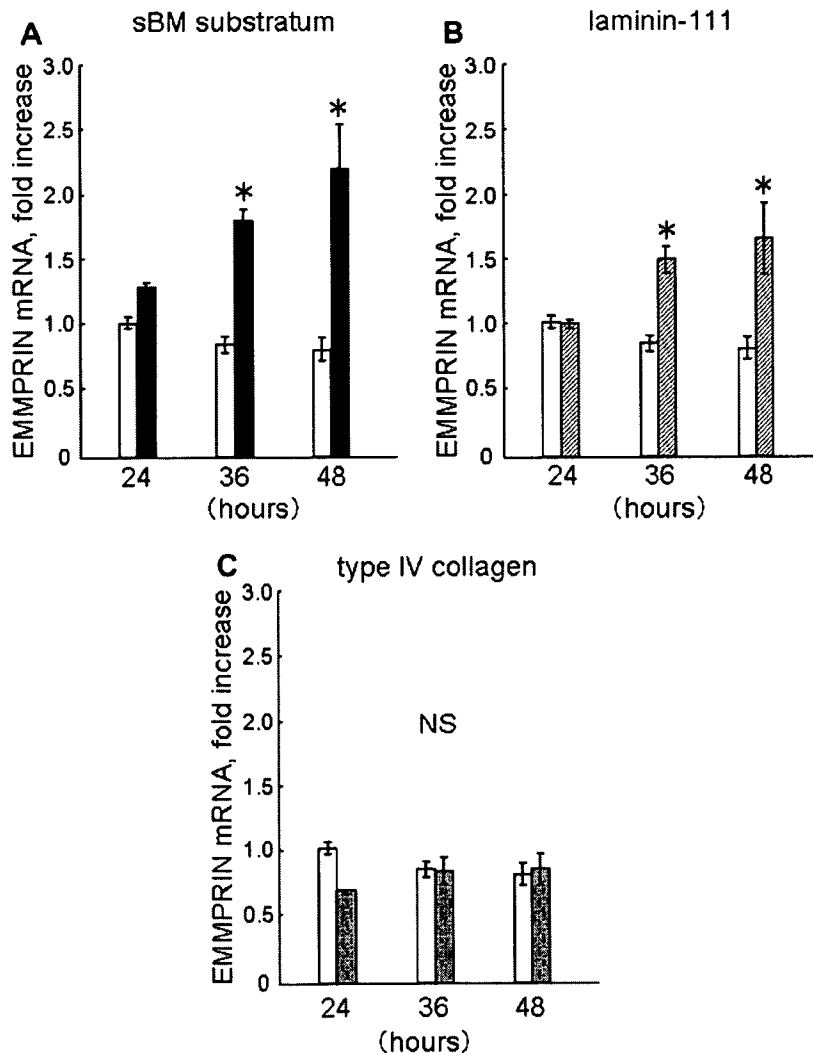 A sBM substratum
EMMPRIN mRNA, fold increase
3.0
2.5
2.0
1.5
1.0
0.5
0
*
*
24 36 48
(hours)
B laminin-111
EMMPRIN mRNA, fold increase
3.0
2.5
2.0
1.5
1.0
0.5
0
*
*
24 36 48
(hours)
C type IV collagen
EMMPRIN mRNA, fold increase
3.0
2.5
2.0
1.5
1.0
0.5
0
NS
24 36 48
(hours)